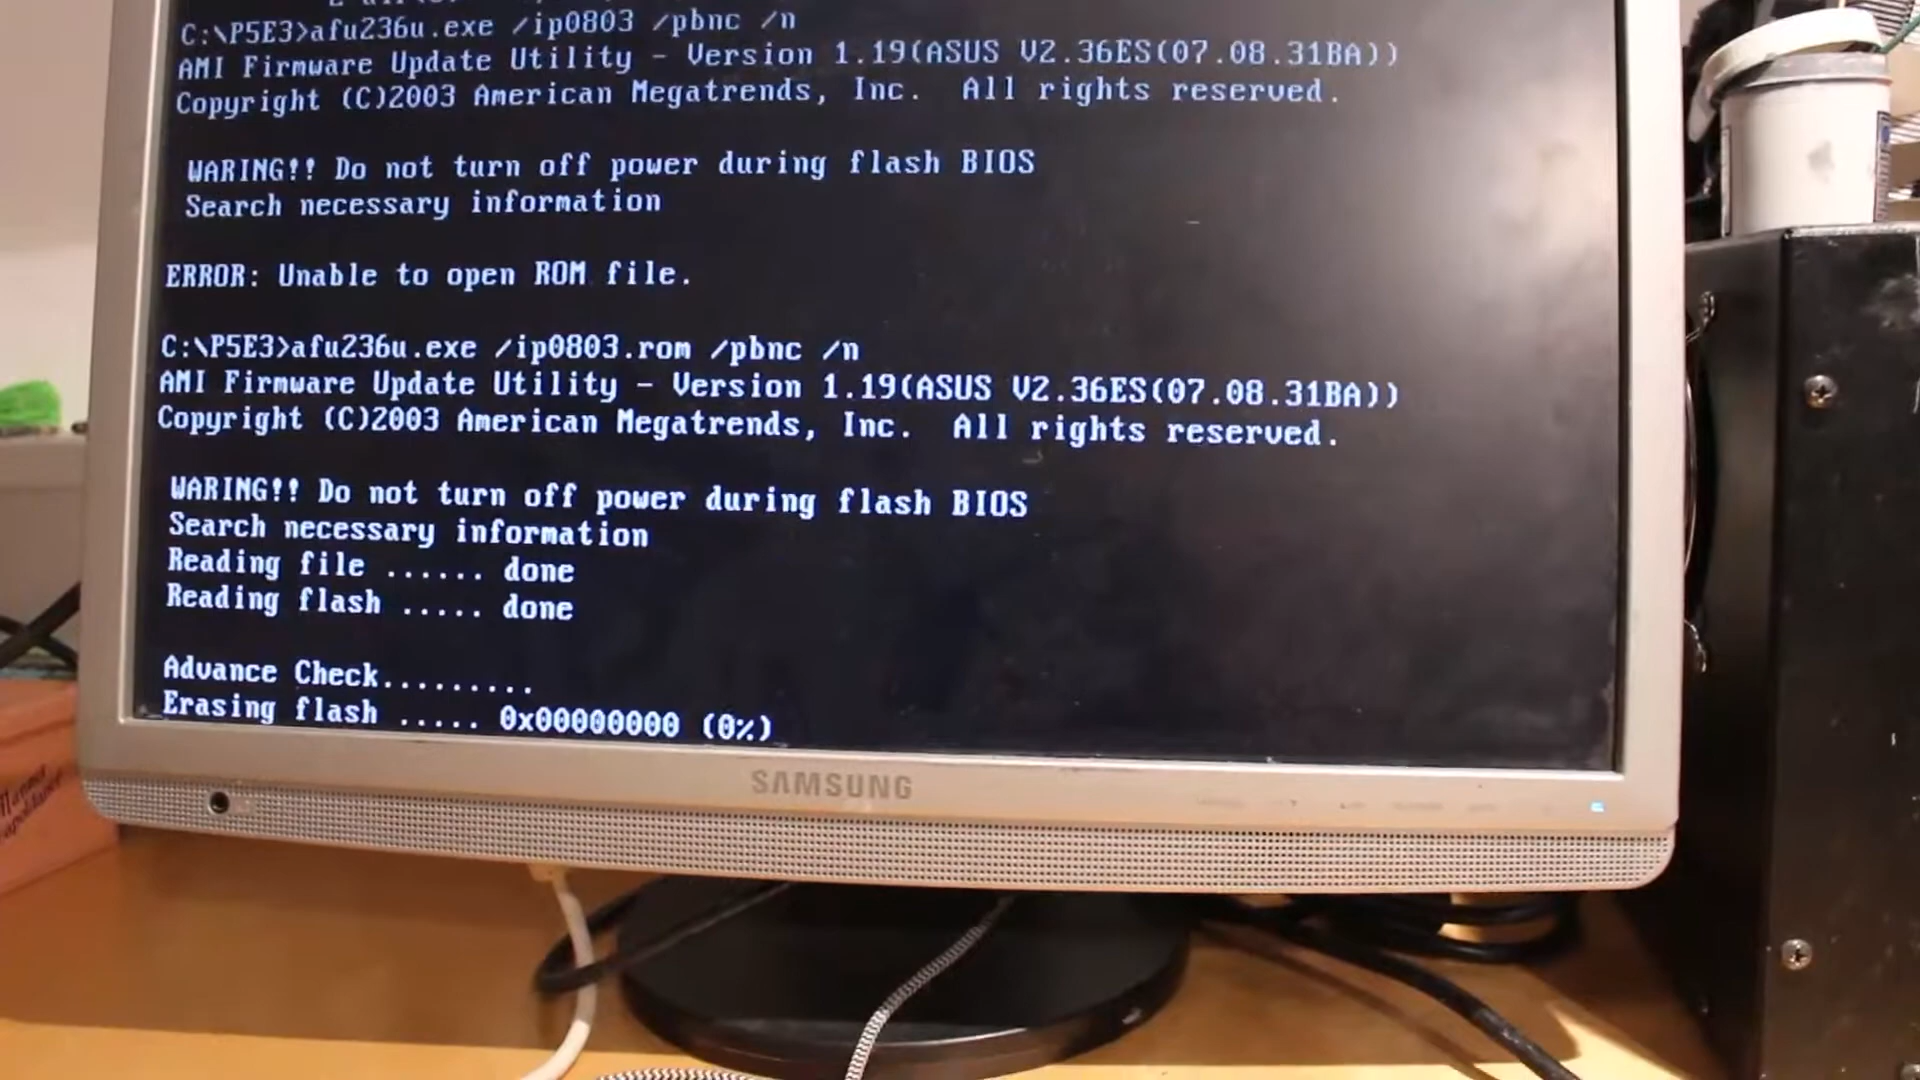 C:\P5E3>afu236u.exe /ip0803 /pbnc /n
AMI Firmware Update Utility - Version 1.19(ASUS V2.36ES(07.08.31BA))
Copyright (C)2003 American Megatrends, Inc.  All rights reserved.
WARING!! Do not turn off power during flash BIOS
Search necessary information
ERROR: Unable to open ROM file.
C:\P5E3>afu236u.exe /ip0803.rom /pbnc /n
AMI Firmware Update Utility - Version 1.19(ASUS V2.36ES(07.08.31BA))
Copyright (C)2003 American Megatrends, Inc.  All rights reserved.
WARING!! Do not turn off power during flash BIOS
Search necessary information
Reading file ...... done
Reading flash ..... done
Advance Check.........
Erasing flash ..... 0x00000000 (0%)
SAMSUNG